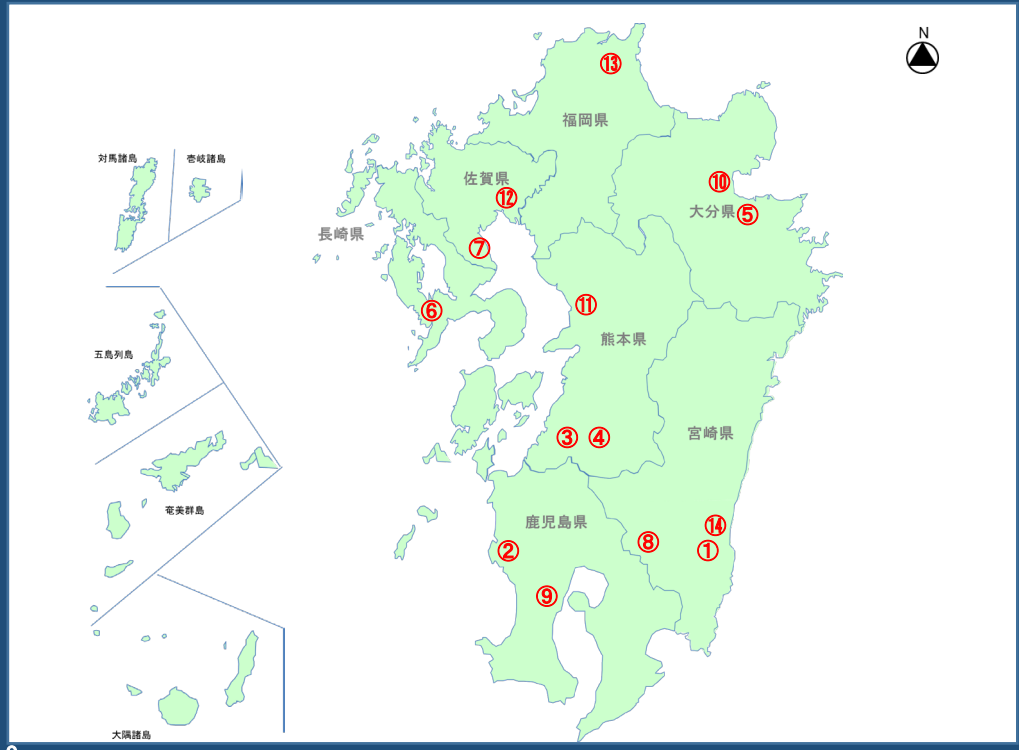 N
⑬
福岡県
対馬諸島
壱岐諸島
佐賀県
⑫
⑩
大分県
⑤
長崎県
⑦
⑥
⑪
熊本県
五島列島
③
④
宮崎県
奄美群島
鹿児島県
②
⑧
⑭
①
⑨
大隅諸島